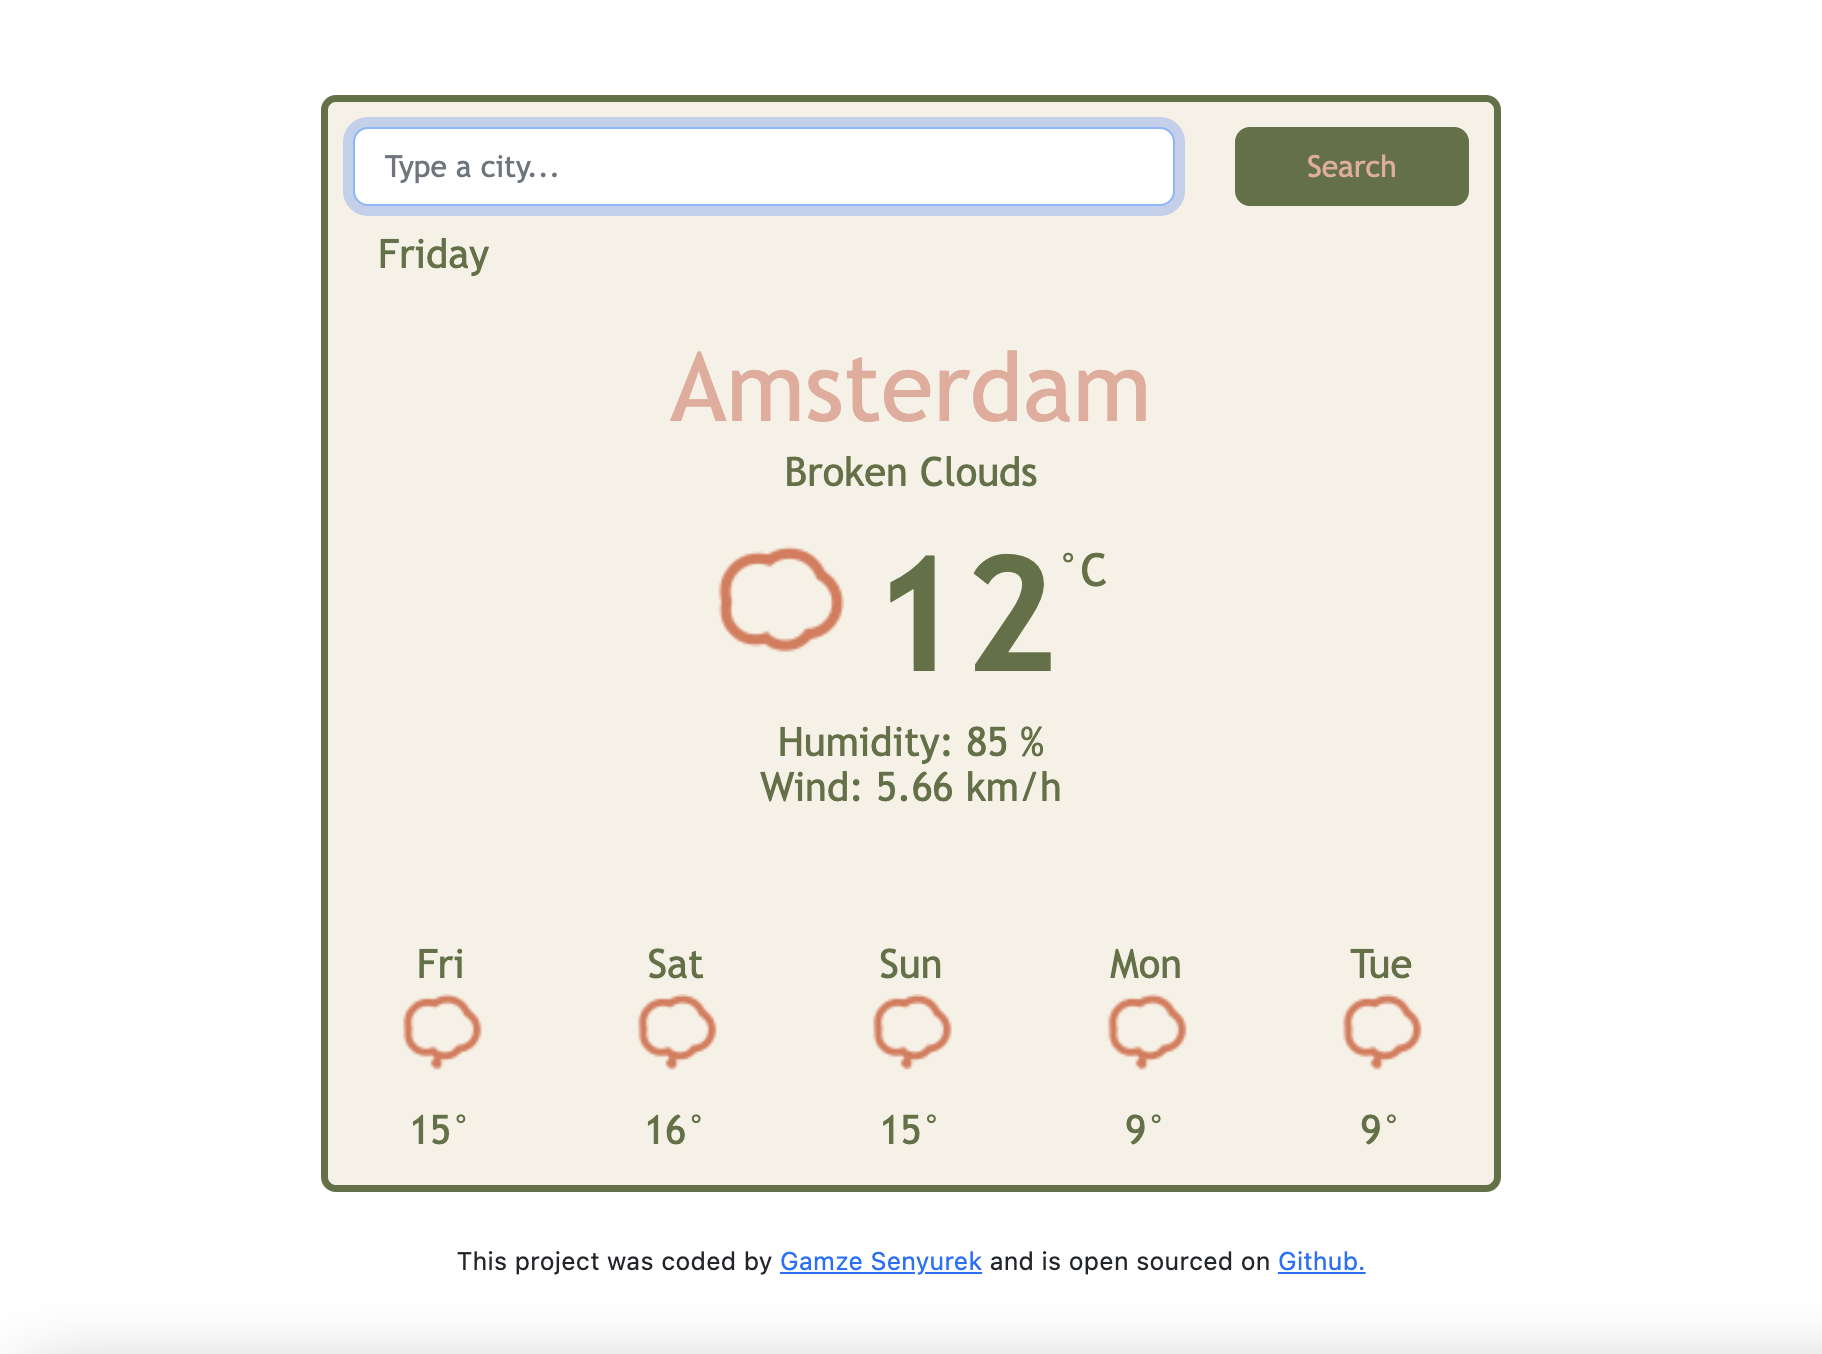 Type a city...
Search
Friday
Amsterdam
Broken Clouds
12 °C
Humidity: 85 %
Wind: 5.66 km/h
Fri Sat Sun Mon Tue
15° 16° 15° 9° 9°
This project was coded by Gamze Senyurek and is open sourced on Github.